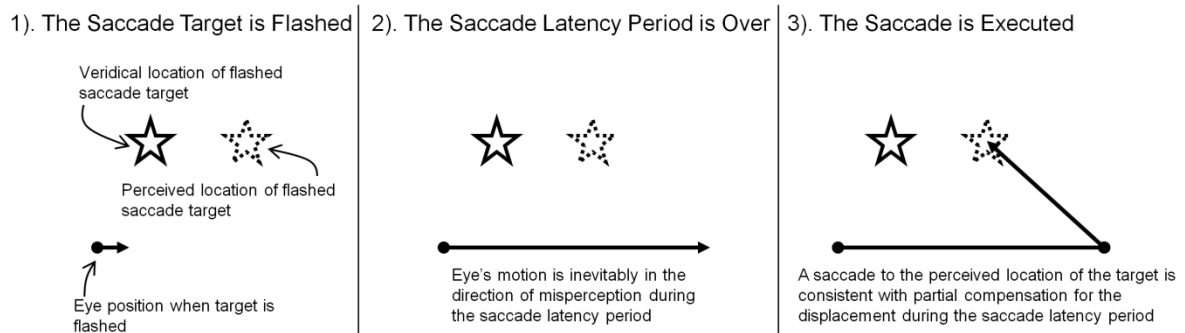 1). The Saccade Target is Flashed
Veridical location of flashed
saccade target
Perceived location of flashed
saccade target
Eye position when target is
flashed
2). The Saccade Latency Period is Over
Eye's motion is inevitably in the
direction of misperception during
the saccade latency period
3). The Saccade is Executed
A saccade to the perceived location of the target is
consistent with partial compensation for the
displacement during the saccade latency period